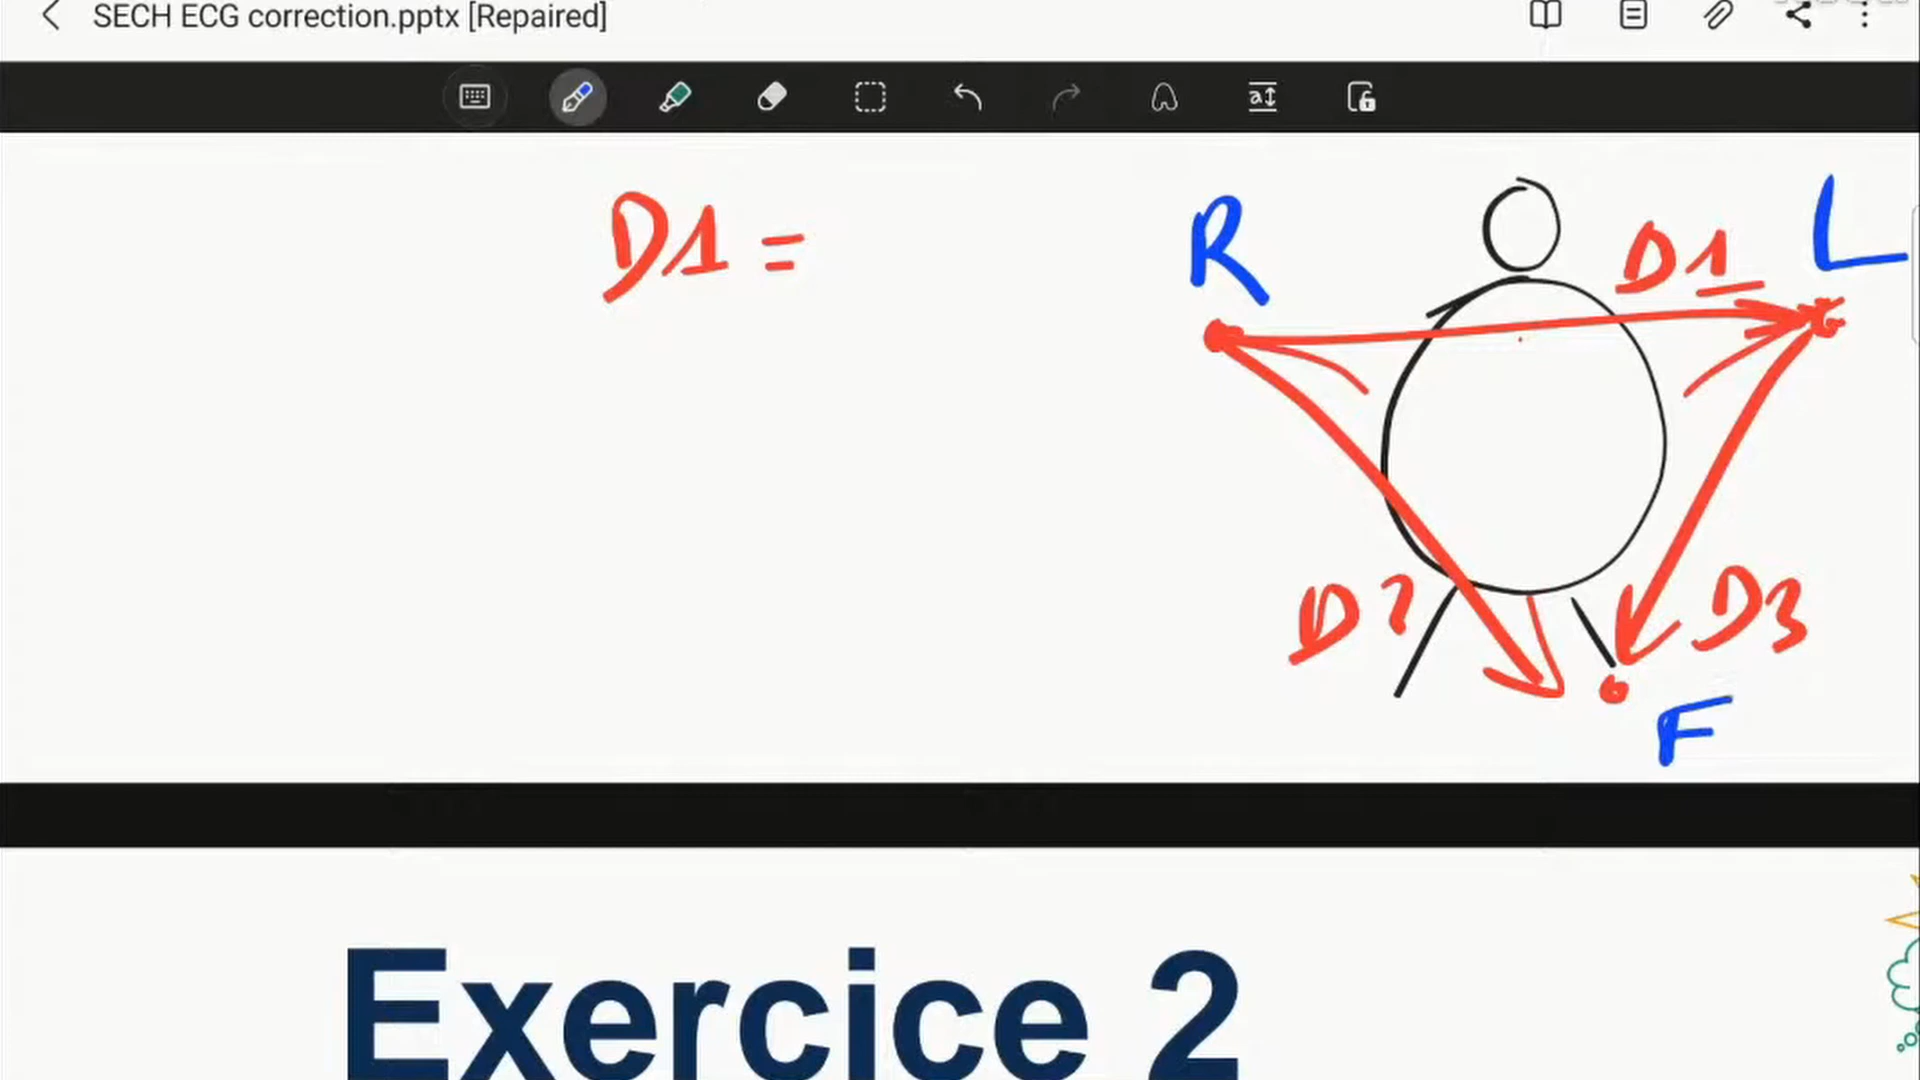 SECH ECG correction.pptx [Repaired]
D1 =
R
D1
L
D2
D3
F
Exercice 2